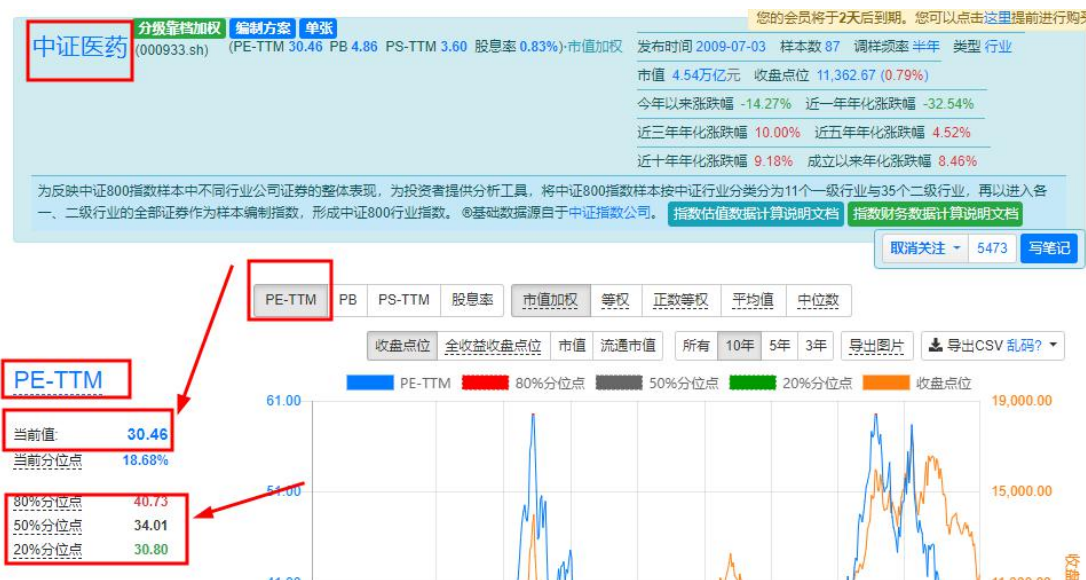 您的会员将于2天后到期。您可以点击这里提前进行购
中证医药 分级靠档加权 编制方案 单张
(000933.sh) (PE-TTM 30.46 PB 4.86 PS-TTM 3.60 股息率 0.83%)-市值加权
发布时间 2009-07-03 样本数 87 调样频率 半年 类型 行业
市值 4.54万亿元 收盘点位 11,362.67 (0.79%)
今年以来涨跌幅 -14.27% 近一年年化涨跌幅 -32.54%
近三年年化涨跌幅 10.00% 近五年年化涨跌幅 4.52%
近十年年化涨跌幅 9.18% 成立以来年化涨跌幅 8.46%
为反映中证800指数样本中不同行业公司证券的整体表现，为投资者提供分析工具，将中证800指数样本按中证行业分类分为11个一级行业与35个二级行业，再以进入各
一、二级行业的全部证券作为样本编制指数，形成中证800行业指数。 ®基础数据源自于中证指数公司。 指数估值数据计算说明文档 指数财务数据计算说明文档
取消关注 5473 写笔记
PE-TTM PB PS-TTM 股息率 市值加权 等权 正数等权 平均值 中位数
收盘点位 全收益收盘点位 市值 流通市值 所有 10年 5年 3年 导出图片 导出CSV 乱码?
PE-TTM
PE-TTM 80%分位点 50%分位点 20%分位点 收盘点位
61.00 19,000.00
当前值: 30.46
当前分位点 18.68%
51.00 15,000.00
80%分位点 40.73
50%分位点 34.01
20%分位点 30.80